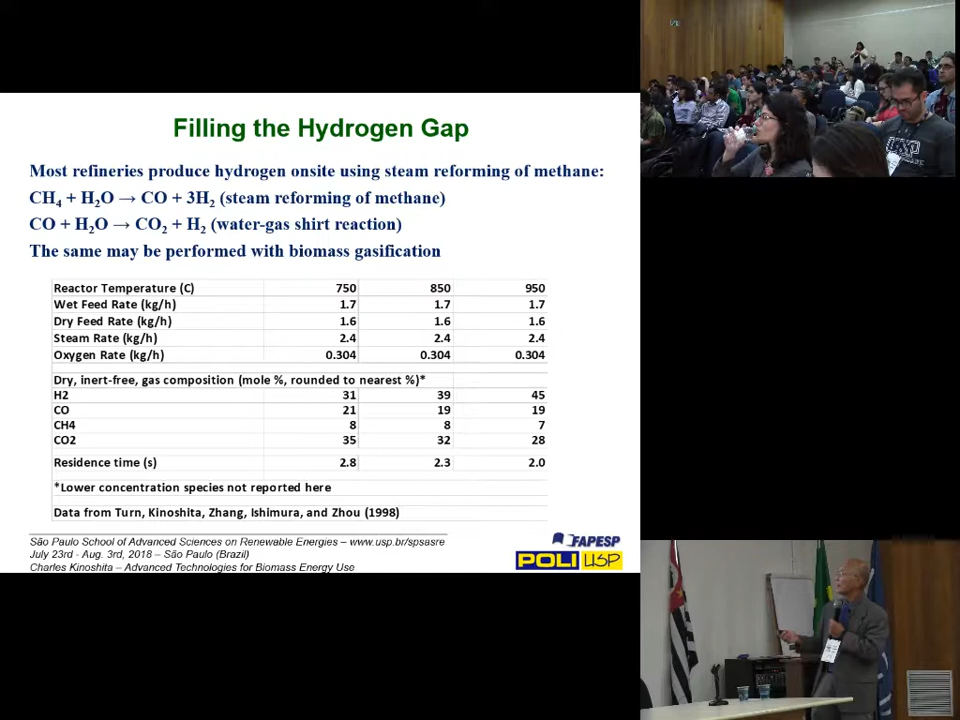 Filling the Hydrogen Gap
Most refineries produce hydrogen onsite using steam reforming of methane:
CH₄ + H₂O → CO + 3H₂ (steam reforming of methane)
CO + H₂O → CO₂ + H₂ (water-gas shirt reaction)
The same may be performed with biomass gasification
Reactor Temperature (C) 750 850 950
Wet Feed Rate (kg/h) 1.7 1.7 1.7
Dry Feed Rate (kg/h) 1.6 1.6 1.6
Steam Rate (kg/h) 2.4 2.4 2.4
Oxygen Rate (kg/h) 0.304 0.304 0.304
Dry, inert-free, gas composition (mole %, rounded to nearest %)*
H2 31 39 45
CO 21 19 19
CH4 8 8 7
CO2 35 32 28
Residence time (s) 2.8 2.3 2.0
*Lower concentration species not reported here
Data from Turn, Kinoshita, Zhang, Ishimura, and Zhou (1998)
São Paulo School of Advanced Sciences on Renewable Energies – www.usp.br/spsasre
July 23rd - Aug. 3rd, 2018 – São Paulo (Brazil)
Charles Kinoshita – Advanced Technologies for Biomass Energy Use
FAPESP
POLI USP
USP